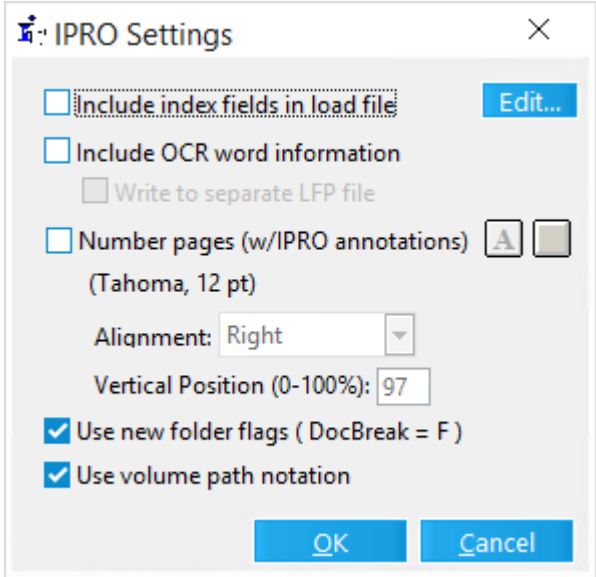 IPRO Settings
Include index fields in load file Edit...
Include OCR word information
Write to separate LFP file
Number pages (w/IPRO annotations) A
(Tahoma, 12 pt)
Alignment: Right
Vertical Position (0-100%): 97
Use new folder flags ( DocBreak = F )
Use volume path notation
OK Cancel